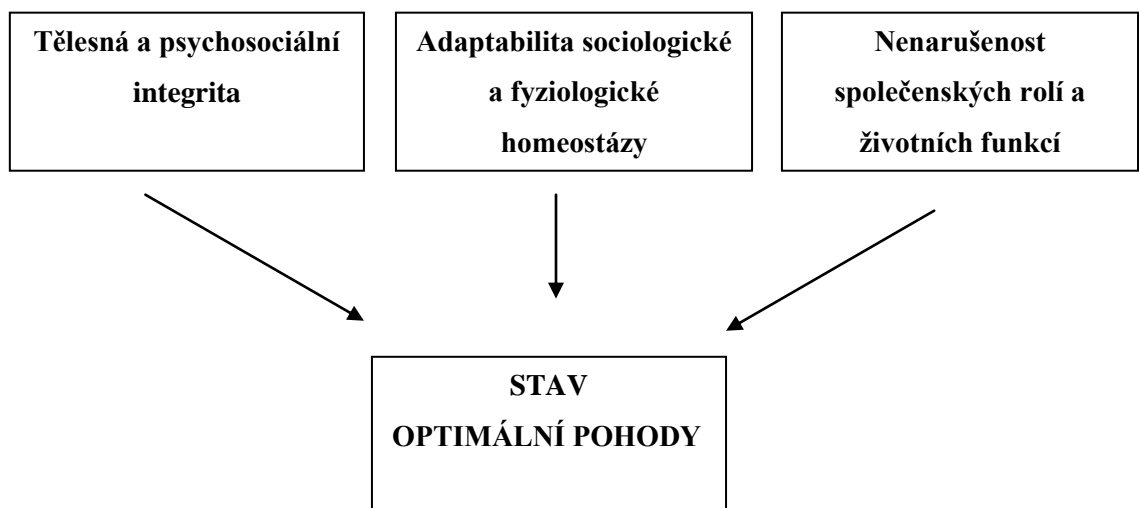 Tělesná a psychosociální
integrita
Adaptabilita sociologické
a fyziologické
homeostázy
Nenarušenost
společenských rolí a
životních funkcí
STAV
OPTIMÁLNÍ POHODY